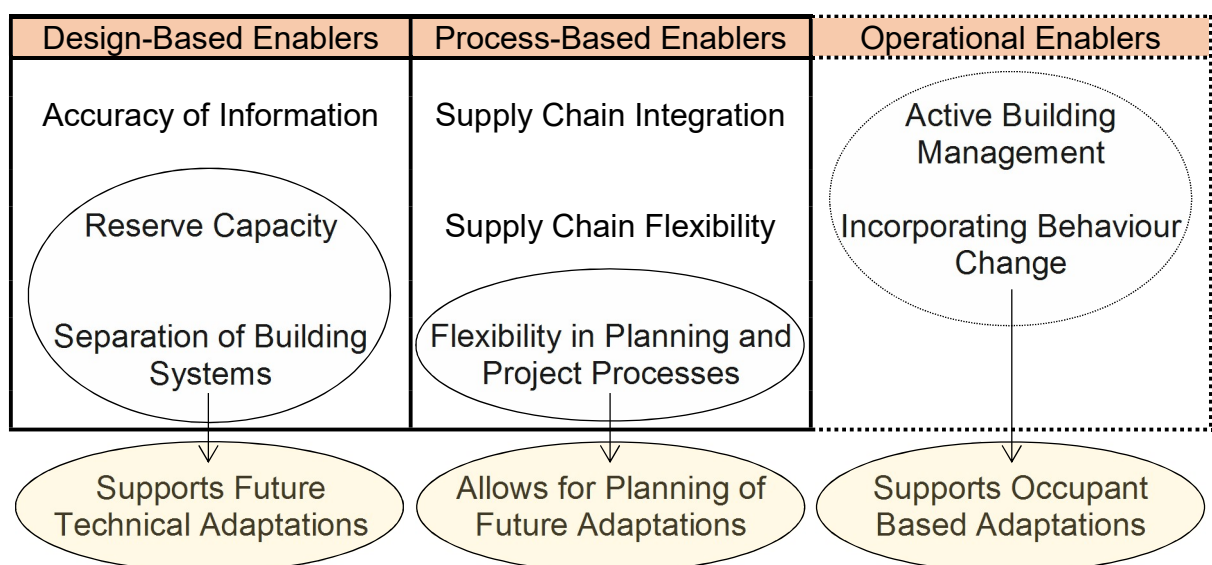 Design-Based Enablers
Process-Based Enablers
Operational Enablers
Accuracy of Information
Reserve Capacity
Separation of Building
Systems
Supply Chain Integration
Supply Chain Flexibility
Flexibility in Planning and
Project Processes
Active Building
Management
Incorporating Behaviour
Change
Supports Future
Technical Adaptations
Allows for Planning of
Future Adaptations
Supports Occupant
Based Adaptations